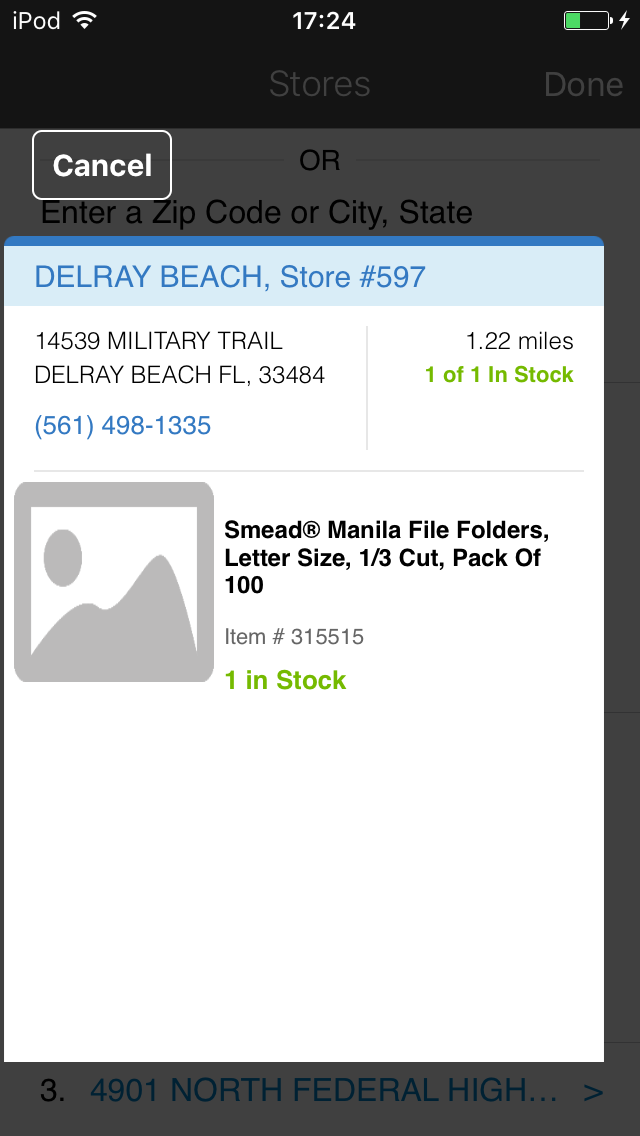 iPod 17:24
Stores Done
OR
Cancel
Enter a Zip Code or City, State
DELRAY BEACH, Store #597
14539 MILITARY TRAIL
DELRAY BEACH FL, 33484
(561) 498-1335
1.22 miles
1 of 1 In Stock
Smead® Manila File Folders,
Letter Size, 1/3 Cut, Pack Of
100
Item # 315515
1 in Stock
3. 4901 NORTH FEDERAL HIGH... >